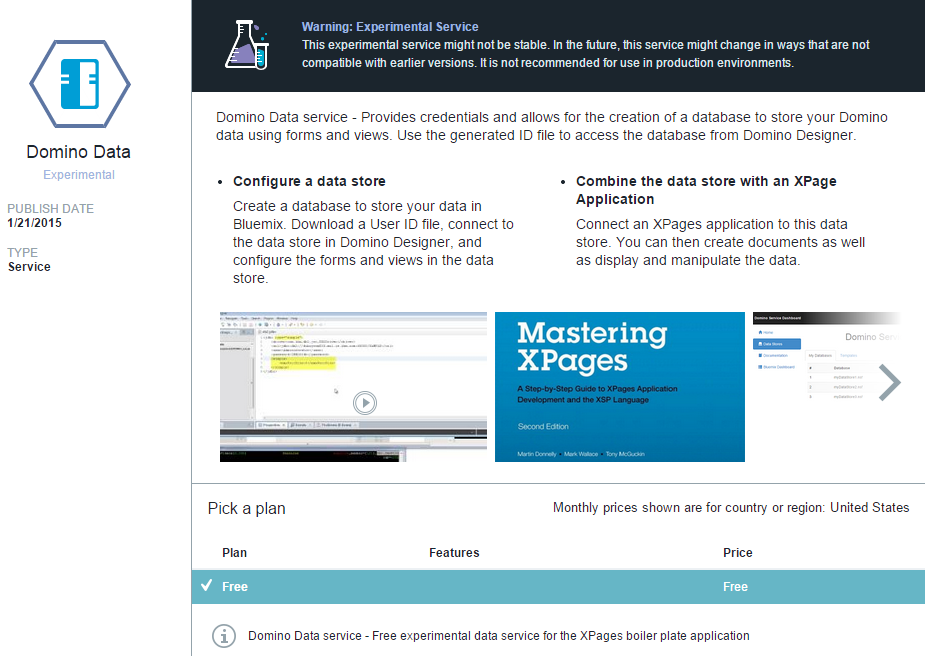 Domino Data
Experimental
PUBLISH DATE
1/21/2015
TYPE
Service
Warning: Experimental Service
This experimental service might not be stable. In the future, this service might change in ways that are not
compatible with earlier versions. It is not recommended for use in production environments.
Domino Data service - Provides credentials and allows for the creation of a database to store your Domino
data using forms and views. Use the generated ID file to access the database from Domino Designer.
• Configure a data store
Create a database to store your data in
Bluemix. Download a User ID file, connect to
the data store in Domino Designer, and
configure the forms and views in the data
store.
• Combine the data store with an XPage
Application
Connect an XPages application to this data
store. You can then create documents as well
as display and manipulate the data.
Mastering
XPages
A Step-by-Step Guide to XPages Application
Development and the XSP Language
Second Edition
Martin Donnelly • Mark Wallace • Tony McGuckin
Domino Service Dashboard
Home
Data Stores
Documentation
Bluemix Dashboard
Domino Serv
My Databases
Templates
# Database
1
2
3
Pick a plan
Monthly prices shown are for country or region: United States
Plan Features Price
Free Free
Domino Data service - Free experimental data service for the XPages boiler plate application